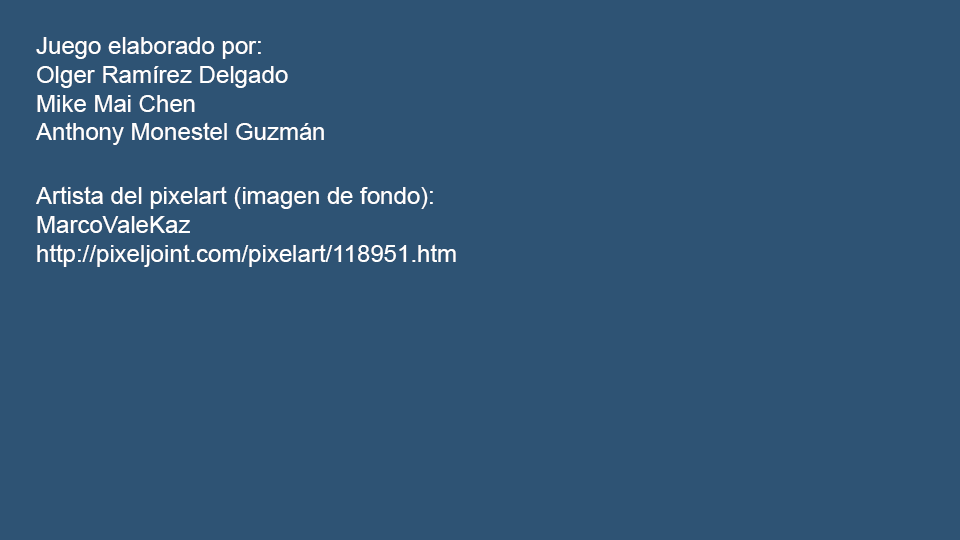 Juego elaborado por:
Olger Ramírez Delgado
Mike Mai Chen
Anthony Monestel Guzmán
Artista del pixelart (imagen de fondo):
MarcoValeKaz
http://pixeljoint.com/pixelart/118951.htm